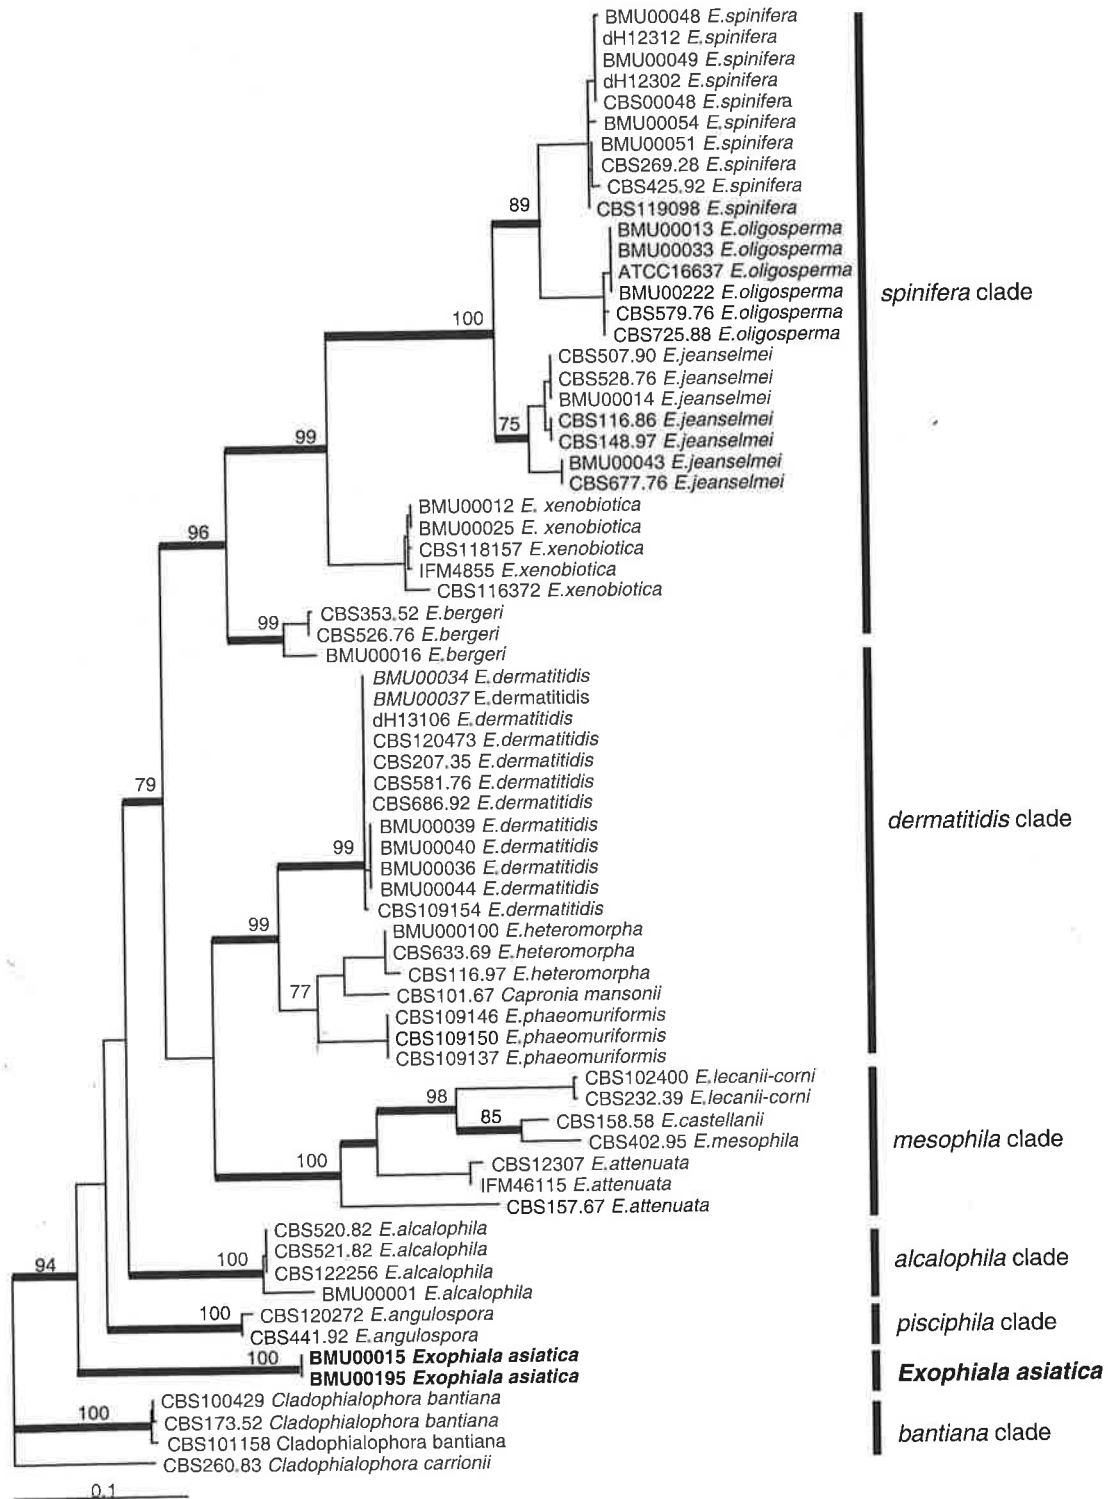 BMU00048 E.spinifera
dH12312 E.spinifera
BMU00049 E.spinifera
dH12302 E.spinifera
CBS00048 E.spinifera
BMU00054 E.spinifera
BMU00051 E.spinifera
CBS269.28 E.spinifera
CBS425.92 E.spinifera
89
CBS119098 E.spinifera
BMU00013 E.oligosperma
BMU00033 E.oligosperma
ATCC16637 E.oligosperma
BMU00222 E.oligosperma
spinifera clade
CBS579.76 E.oligosperma
100
CBS725.88 E.oligosperma
CBS507.90 E.jeanselmei
CBS528.76 E.jeanselmei
BMU00014 E.jeanselmei
75
CBS116.86 E.jeanselmei
99
CBS148.97 E.jeanselmei
BMU00043 E.jeanselmei
CBS677.76 E.jeanselmei
BMU00012 E. xenobiotica
96
BMU00025 E. xenobiotica
CBS118157 E.xenobiotica
IFM4855 E.xenobiotica
CBS116372 E.xenobiotica
CBS353.52 E.bergeri
99
CBS526.76 E.bergeri
BMU00016 E.bergeri
BMU00034 E.dermatitidis
BMU00037 E.dermatitidis
dH13106 E.dermatitidis
CBS120473 E.dermatitidis
CBS207.35 E.dermatitidis
79
CBS581.76 E.dermatitidis
CBS686.92 E.dermatitidis
dermatitidis clade
BMU00039 E.dermatitidis
99
BMU00040 E.dermatitidis
BMU00036 E.dermatitidis
BMU00044 E.dermatitidis
CBS109154 E.dermatitidis
99
BMU000100 E.heteromorpha
CBS633.69 E.heteromorpha
CBS116.97 E.heteromorpha
77
CBS101.67 Capronia mansonii
CBS109146 E.phaeomuriformis
CBS109150 E.phaeomuriformis
CBS109137 E.phaeomuriformis
CBS102400 E.lecanii-corni
98
CBS232.39 E.lecanii-corni
85
CBS158.58 E.castellanii
CBS402.95 E.mesophila
mesophila clade
100
CBS12307 E.attenuata
IFM46115 E.attenuata
CBS157.67 E.attenuata
CBS520.82 E.alcalophila
CBS521.82 E.alcalophila
100
alcalophila clade
94
CBS122256 E.alcalophila
BMU00001 E.alcalophila
100
CBS120272 E.angulospora
pisciphila clade
CBS441.92 E.angulospora
100
BMU00015 Exophiala asiatica
Exophiala asiatica
BMU00195 Exophiala asiatica
CBS100429 Cladophialophora bantiana
100
CBS173.52 Cladophialophora bantiana
bantiana clade
CBS101158 Cladophialophora bantiana
CBS260.83 Cladophialophora carrionii
0.1